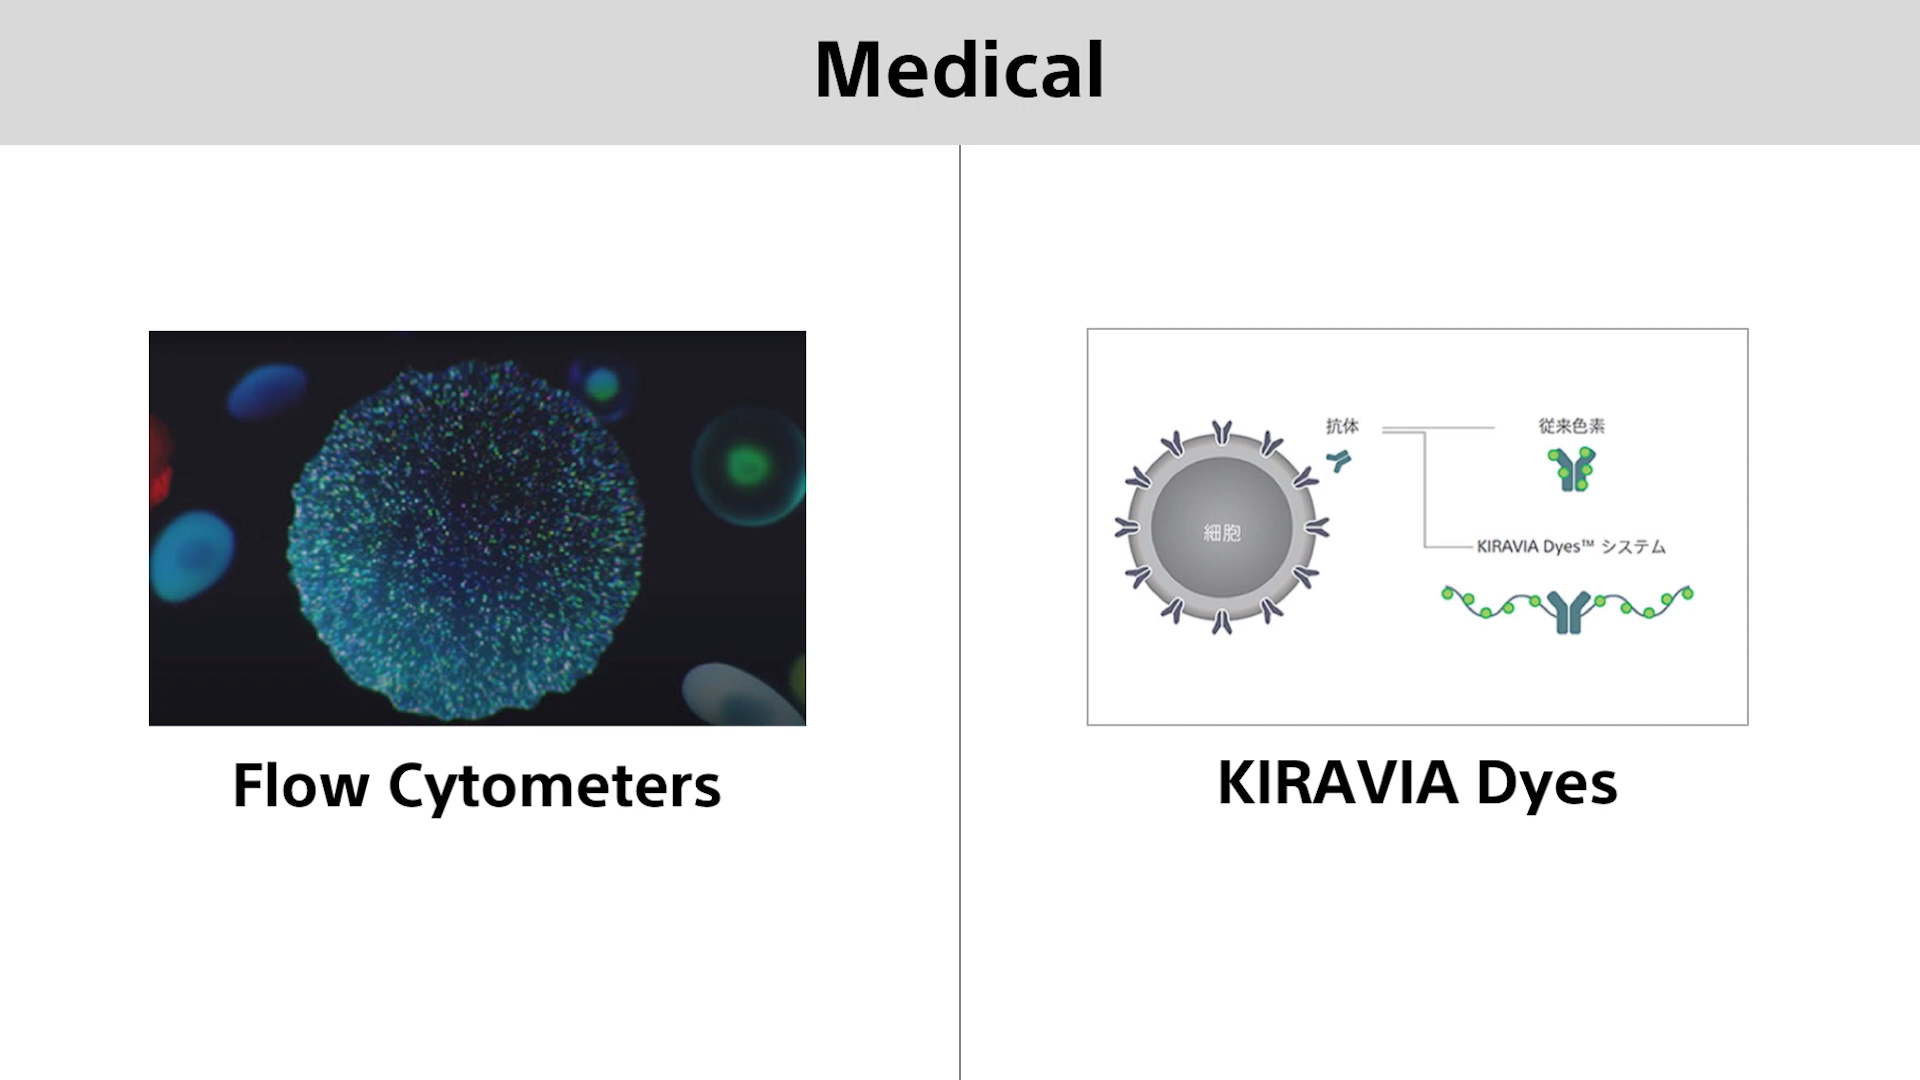 Medical
Flow Cytometers
抗体
従来色素
細胞
KIRAVIA Dyes™ システム
KIRAVIA Dyes